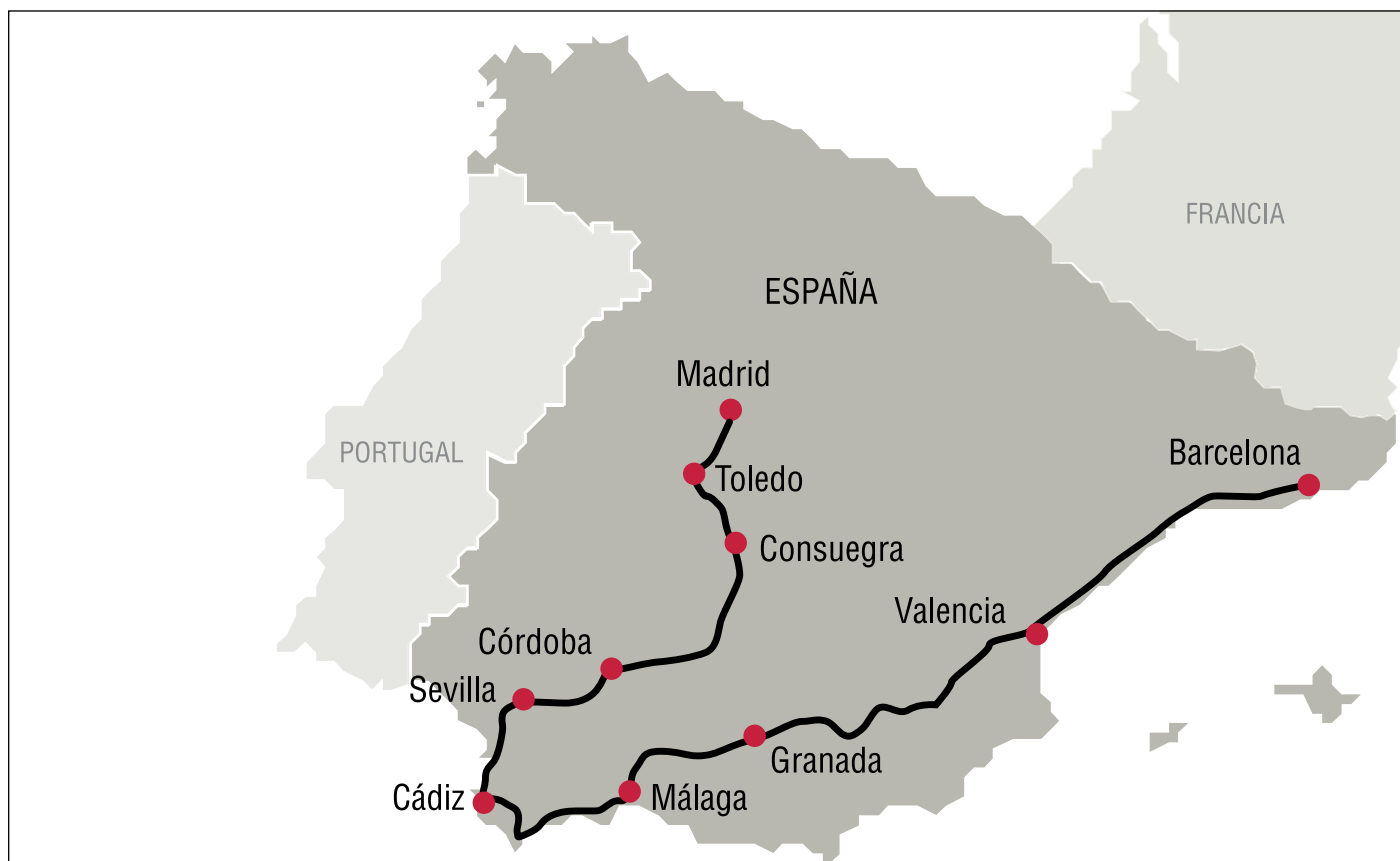 FRANCIA
ESPAÑA
Madrid
PORTUGAL
Barcelona
Toledo
Consuegra
Valencia
Córdoba
Sevilla
Granada
Cádiz
Málaga